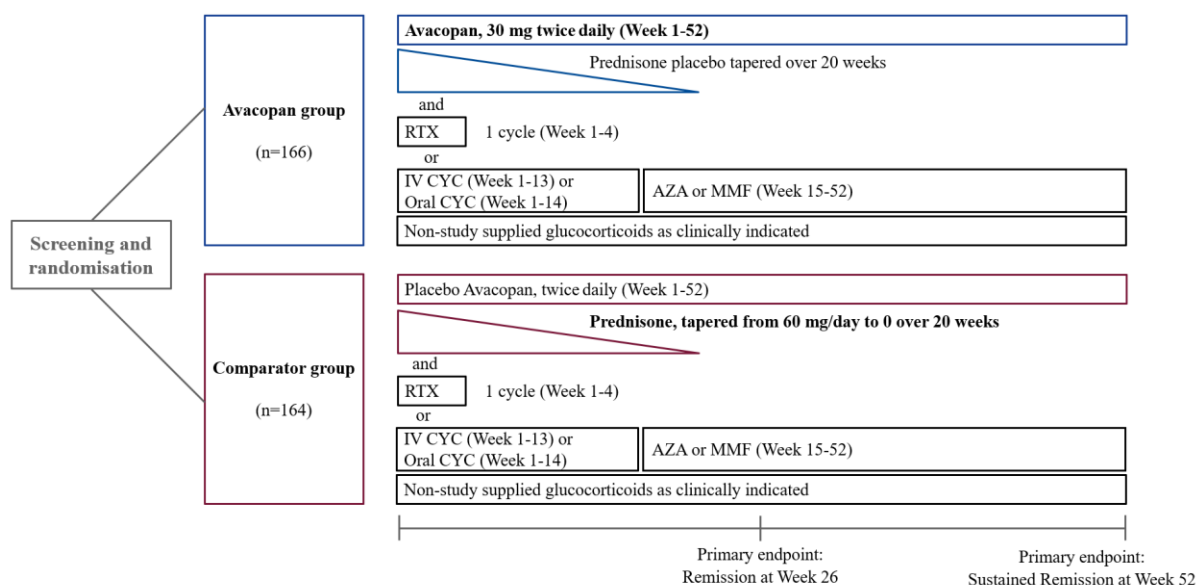 Screening and
randomisation
Avacopan group
(n=166)
Avacopan, 30 mg twice daily (Week 1-52)
Prednisone placebo tapered over 20 weeks
and
RTX
1 cycle (Week 1-4)
or
IV CYC (Week 1-13) or
Oral CYC (Week 1-14)
AZA or MMF (Week 15-52)
Non-study supplied glucocorticoids as clinically indicated
Comparator group
(n=164)
Placebo Avacopan, twice daily (Week 1-52)
Prednisone, tapered from 60 mg/day to 0 over 20 weeks
and
RTX
1 cycle (Week 1-4)
or
IV CYC (Week 1-13) or
Oral CYC (Week 1-14)
AZA or MMF (Week 15-52)
Non-study supplied glucocorticoids as clinically indicated
Primary endpoint:
Remission at Week 26
Primary endpoint:
Sustained Remission at Week 52